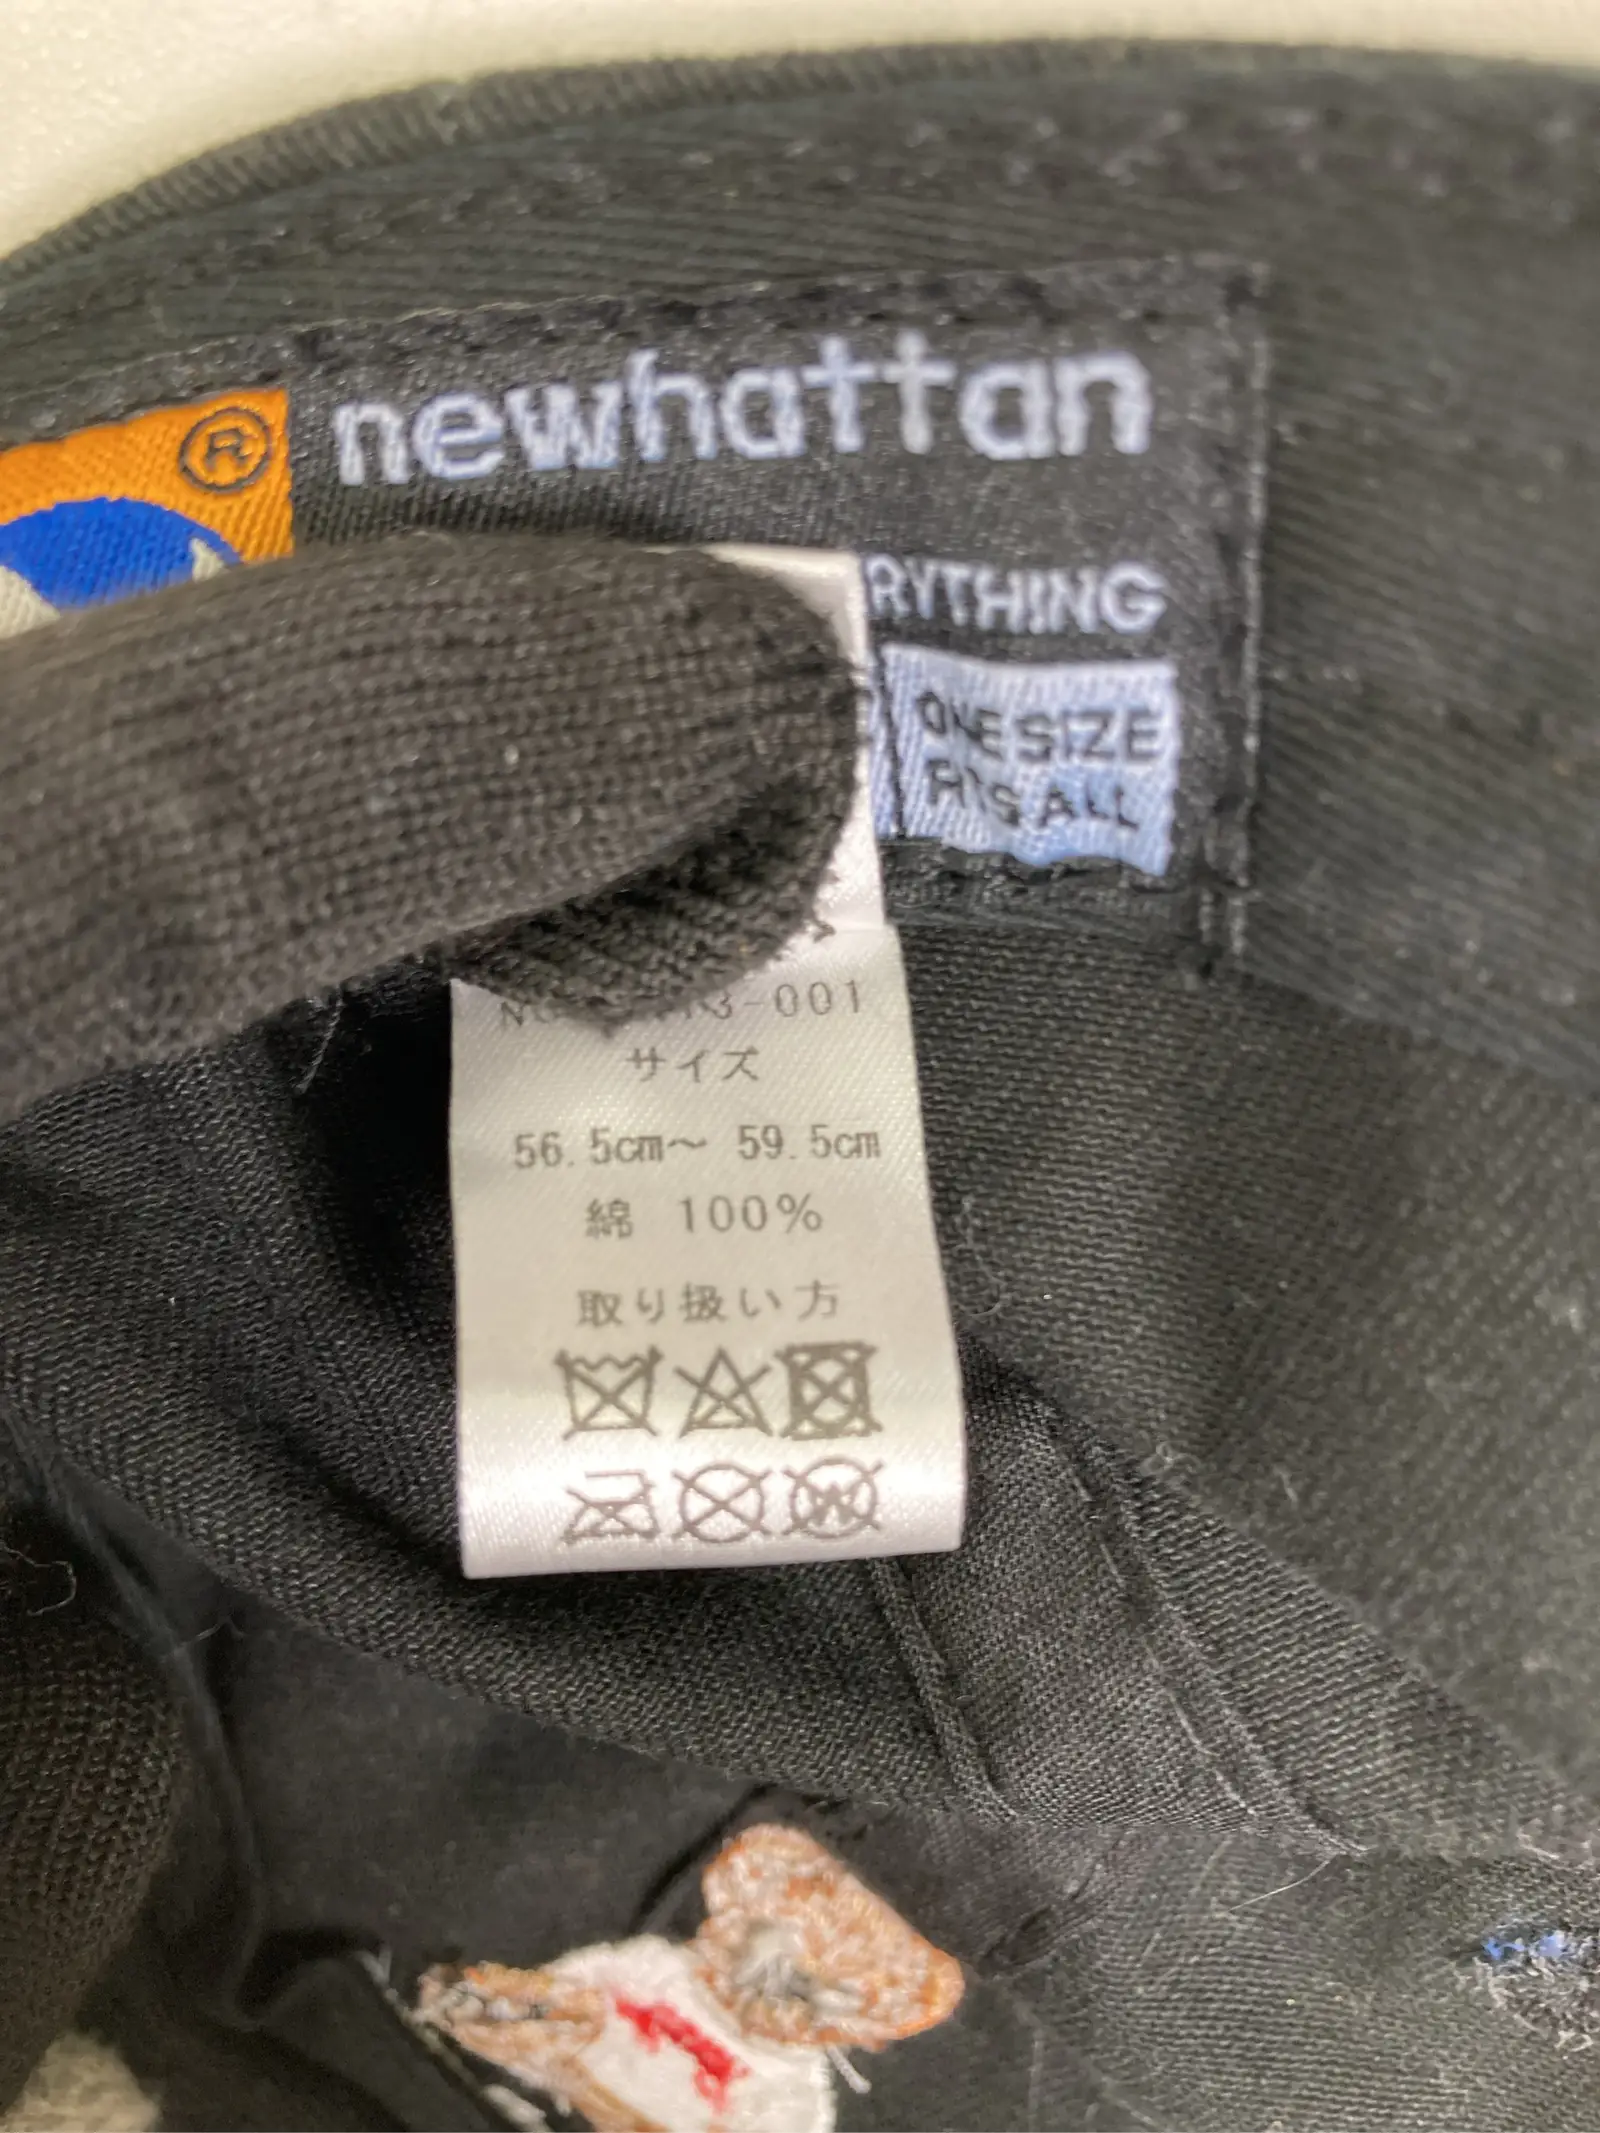 ®
newhattan
RYTHING
ONE SIZE
FITS ALL
3-001
サイズ
56.5cm～ 59.5cm
綿 100%
取り扱い方
W